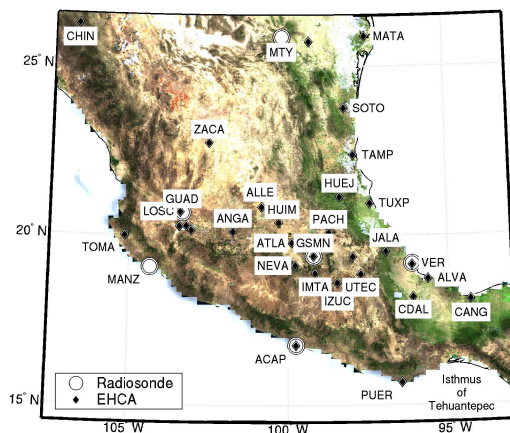 CHIN
MATA
MTY
25° N
SOTO
ZACA
TAMP
HUEJ
GUAD
ALLE
TUXP
LOSC
HUIM
ANGA
PACH
20° N
TOMA
ATLA
GSMN
JALA
NEVA
VER
MANZ
IMTA
UTEC
ALVA
IZUC
CDAL
CANG
ACAP
Isthmus
of
Tehuantepec
PUER
Radiosonde
EHCA
15° N
105° W
100° W
95° W